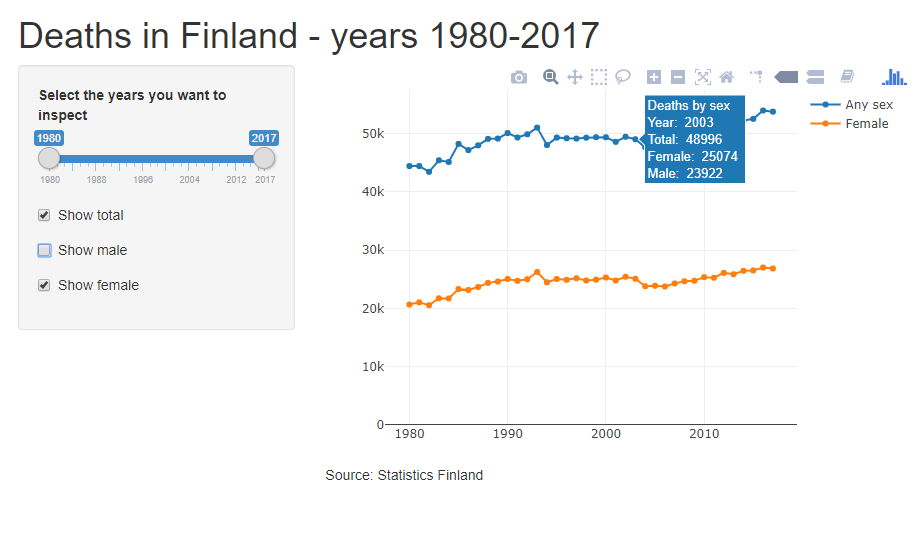 Deaths in Finland - years 1980-2017
Select the years you want to
inspect
1980 2017
1980 1988 1996 2004 2012 2017
Show total
Show male
Show female
Deaths by sex
Year: 2003
Total: 48996
Female: 25074
Male: 23922
Any sex
Female
50k
40k
30k
20k
10k
0
1980 1990 2000 2010
Source: Statistics Finland